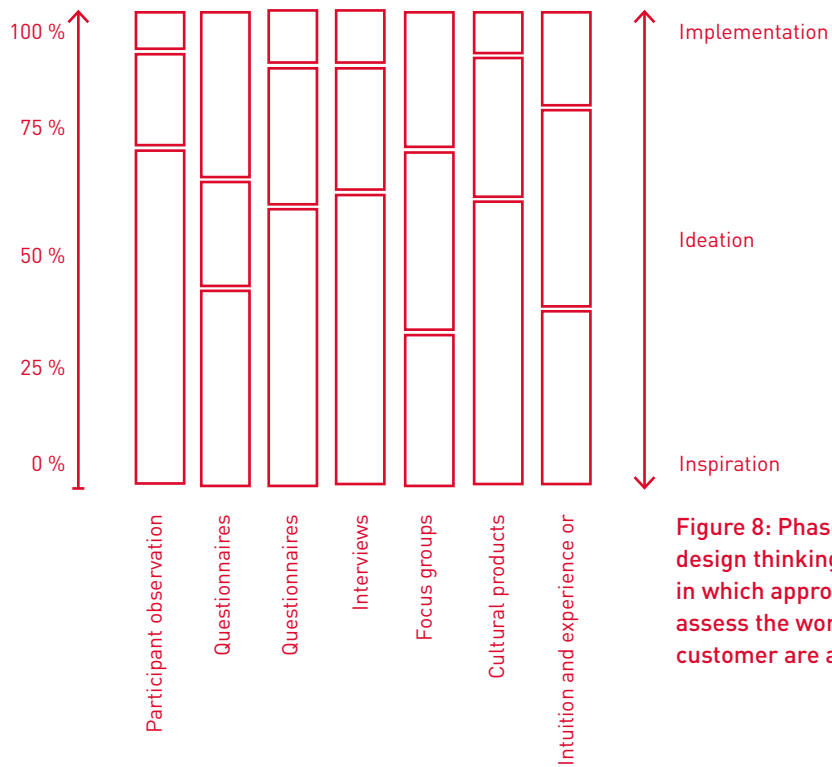 100 %
75 %
50 %
25 %
0 %
Implementation
Ideation
Inspiration
Participant observation
Questionnaires
Questionnaires
Interviews
Focus groups
Cultural products
Intuition and experience or
Figure 8: Phas
design thinking
in which appro
assess the wor
customer are a